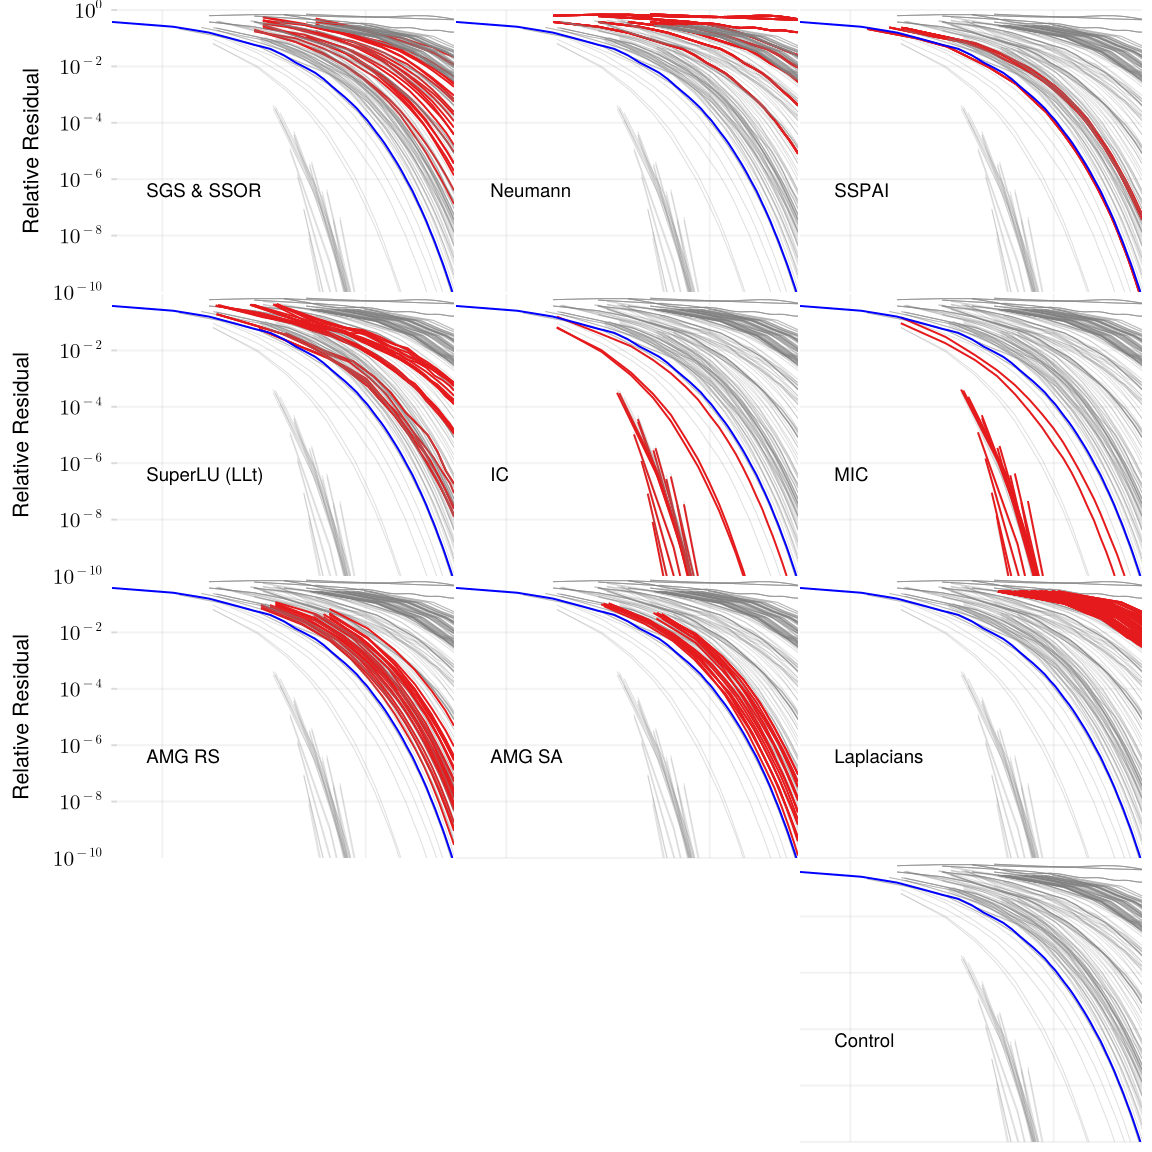 10^0
10^−2
10^−4
10^−6
10^−8
10^−10
Relative Residual
SGS & SSOR
Neumann
SSPAI
10^−2
10^−4
10^−6
10^−8
10^−10
Relative Residual
SuperLU (LLt)
IC
MIC
10^−2
10^−4
10^−6
10^−8
10^−10
Relative Residual
AMG RS
AMG SA
Laplacians
Control